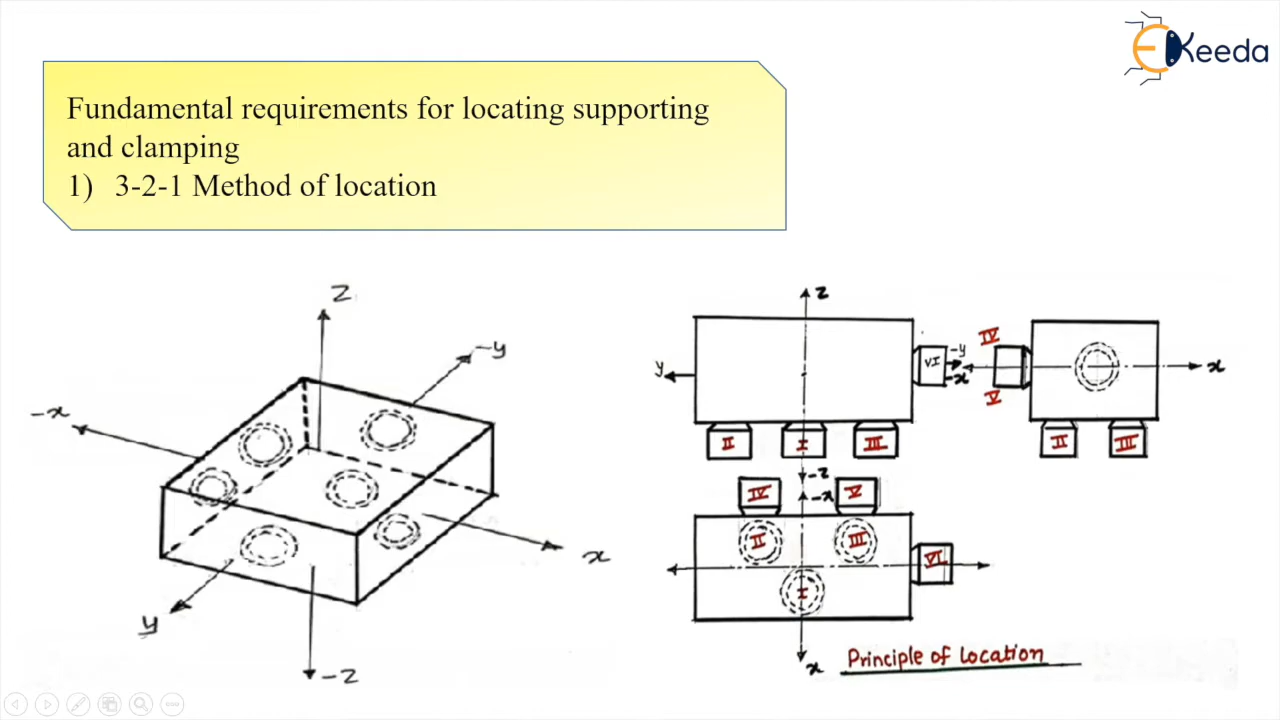 EKeeda
Fundamental requirements for locating supporting
and clamping
1) 3-2-1 Method of location
z
-y
-x
x
y
-z
z
y
VI
-y
-x
II
I
III
-z
IV
V
x
II
III
-x
IV
V
II
III
I
VI
x
Principle of location